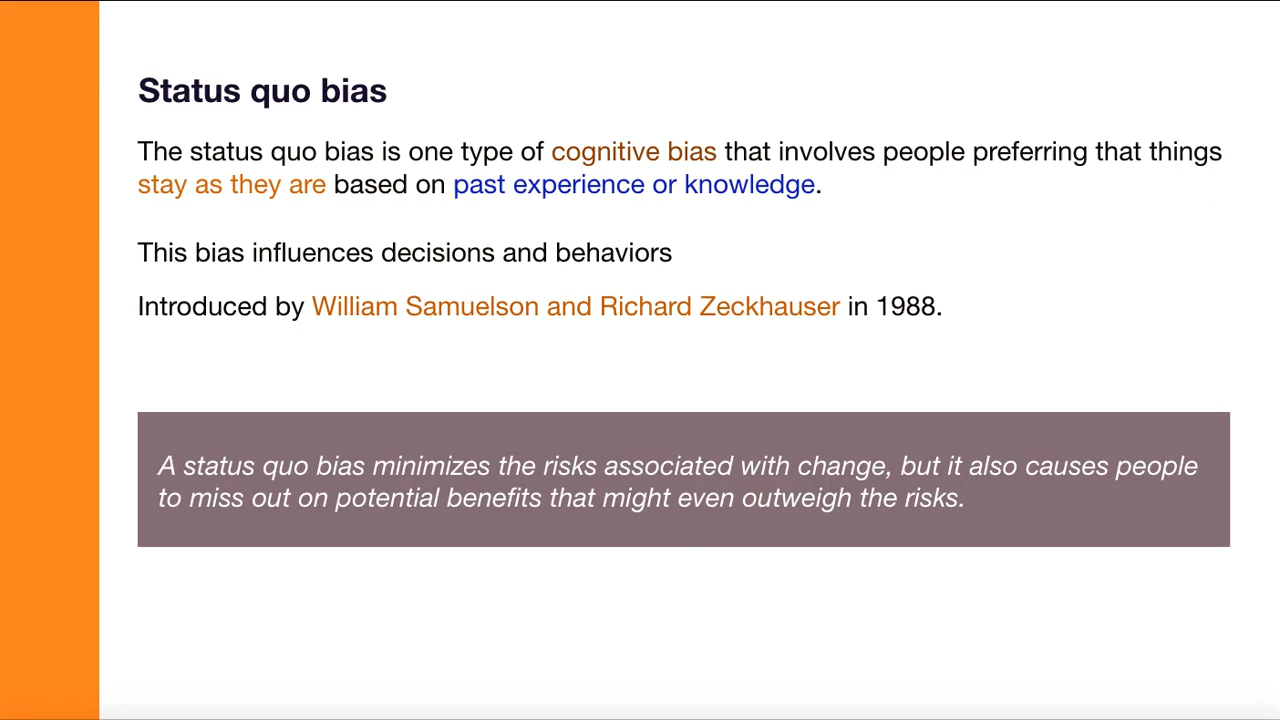 Status quo bias
The status quo bias is one type of cognitive bias that involves people preferring that things
stay as they are based on past experience or knowledge.
This bias influences decisions and behaviors
Introduced by William Samuelson and Richard Zeckhauser in 1988.
A status quo bias minimizes the risks associated with change, but it also causes people
to miss out on potential benefits that might even outweigh the risks.